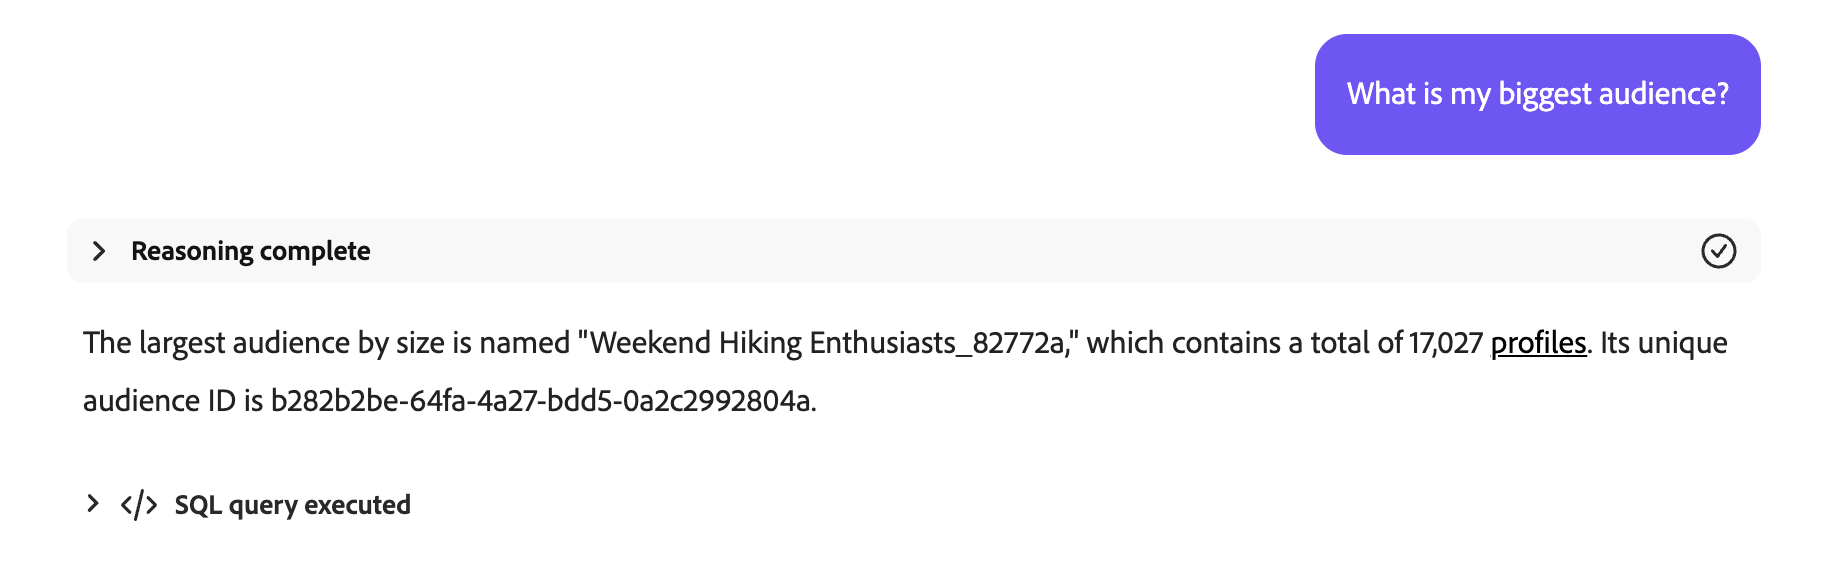 What is my biggest audience?
Reasoning complete
The largest audience by size is named "Weekend Hiking Enthusiasts_82772a," which contains a total of 17,027 profiles. Its unique
audience ID is b282b2be-64fa-4a27-bdd5-0a2c2992804a.
</> SQL query executed